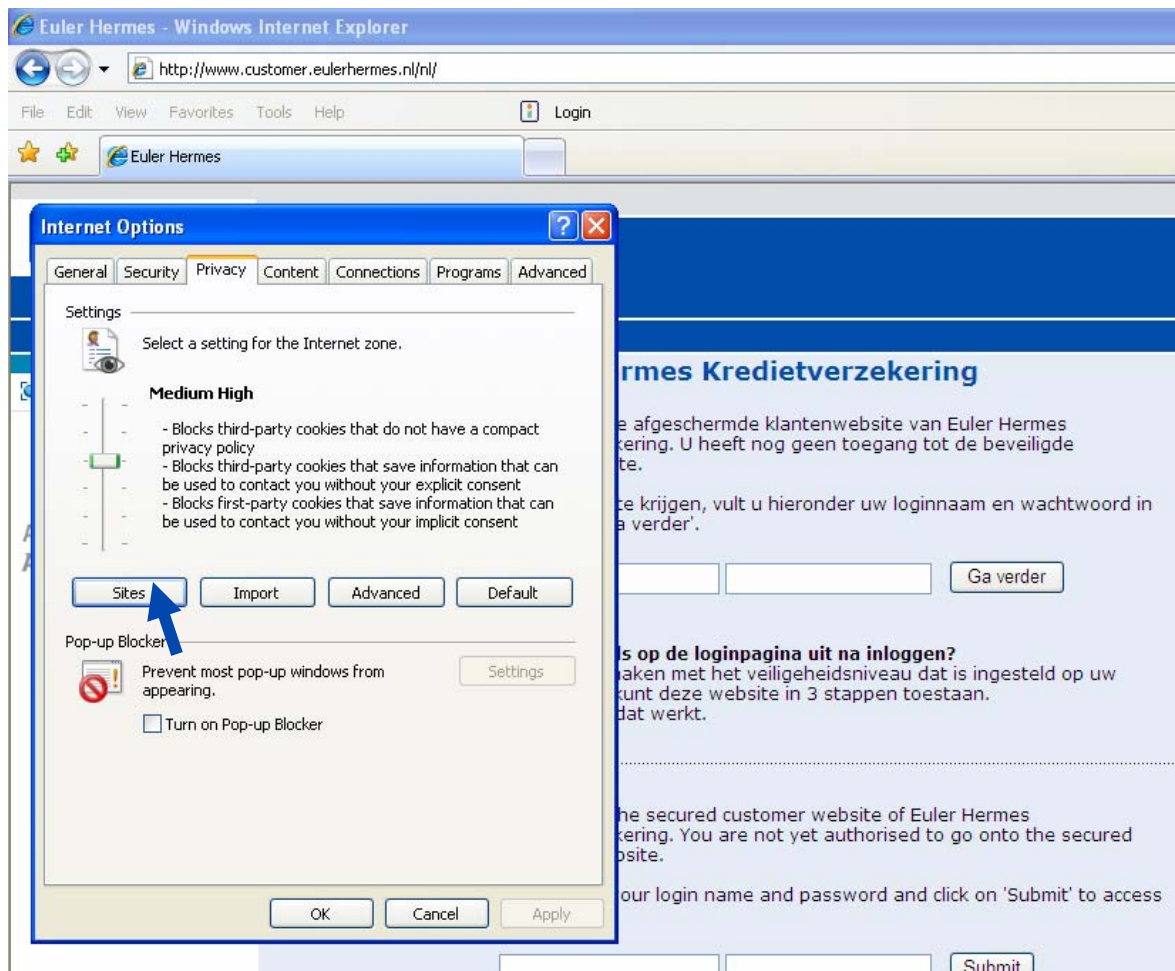 Euler Hermes - Windows Internet Explorer
http://www.customer.eulerhermes.nl/nl/
File Edit View Favorites Tools Help Login
Euler Hermes
Internet Options
General Security Privacy Content Connections Programs Advanced
Settings
Select a setting for the Internet zone.
Medium High
- Blocks third-party cookies that do not have a compact
privacy policy
- Blocks third-party cookies that save information that can
be used to contact you without your explicit consent
- Blocks first-party cookies that save information that can
be used to contact you without your implicit consent
Sites Import Advanced Default
Pop-up Blocker
Prevent most pop-up windows from
appearing.
Settings
Turn on Pop-up Blocker
OK Cancel Apply
rmes Kredietverzekering
e afgeschermde klantenwebsite van Euler Hermes
kering. U heeft nog geen toegang tot de beveiligde
te.
te krijgen, vult u hieronder uw loginnaam en wachtwoord in
a verder'.
Ga verder
ls op de loginpagina uit na inloggen?
aken met het veiligheidsniveau dat is ingesteld op uw
kunt deze website in 3 stappen toestaan.
dat werkt.
he secured customer website of Euler Hermes
kering. You are not yet authorised to go onto the secured
bsite.
our login name and password and click on 'Submit' to access
Submit